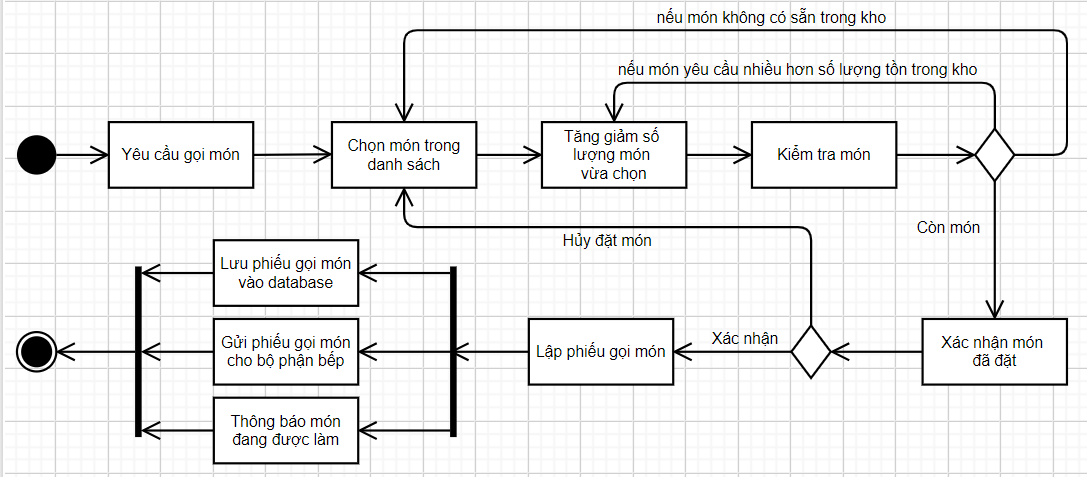 nếu món không có sẵn trong kho
nếu món yêu cầu nhiều hơn số lượng tồn trong kho
Yêu cầu gọi món
Chọn món trong
danh sách
Tăng giảm số
lượng món
vừa chọn
Kiểm tra món
Còn món
Hủy đặt món
Lưu phiếu gọi món
vào database
Gửi phiếu gọi món
cho bộ phận bếp
Thông báo món
đang được làm
Lập phiếu gọi món
Xác nhận
Xác nhận món
đã đặt